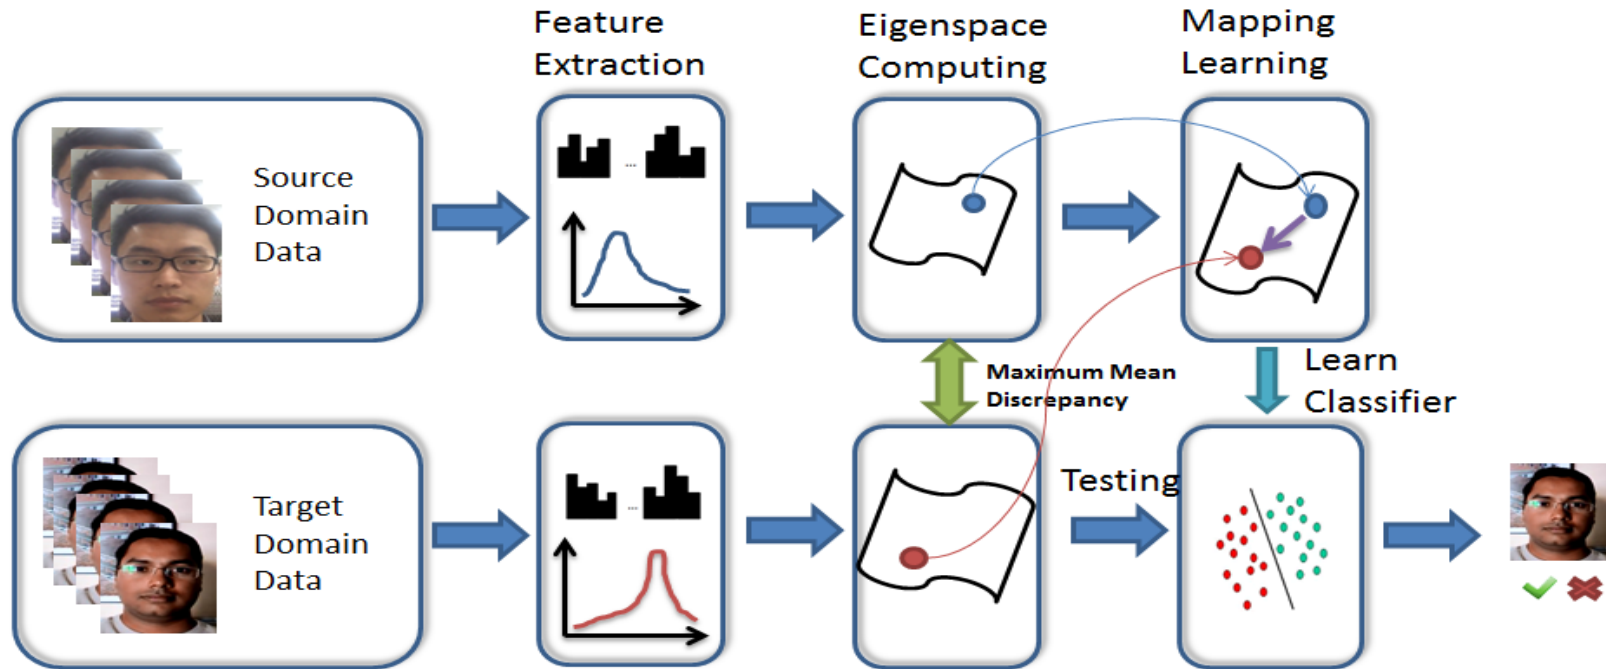 Feature
Extraction
Eigenspace
Computing
Mapping
Learning
Source
Domain
Data
...
Maximum Mean
Discrepancy
Learn
Classifier
Target
Domain
Data
...
Testing